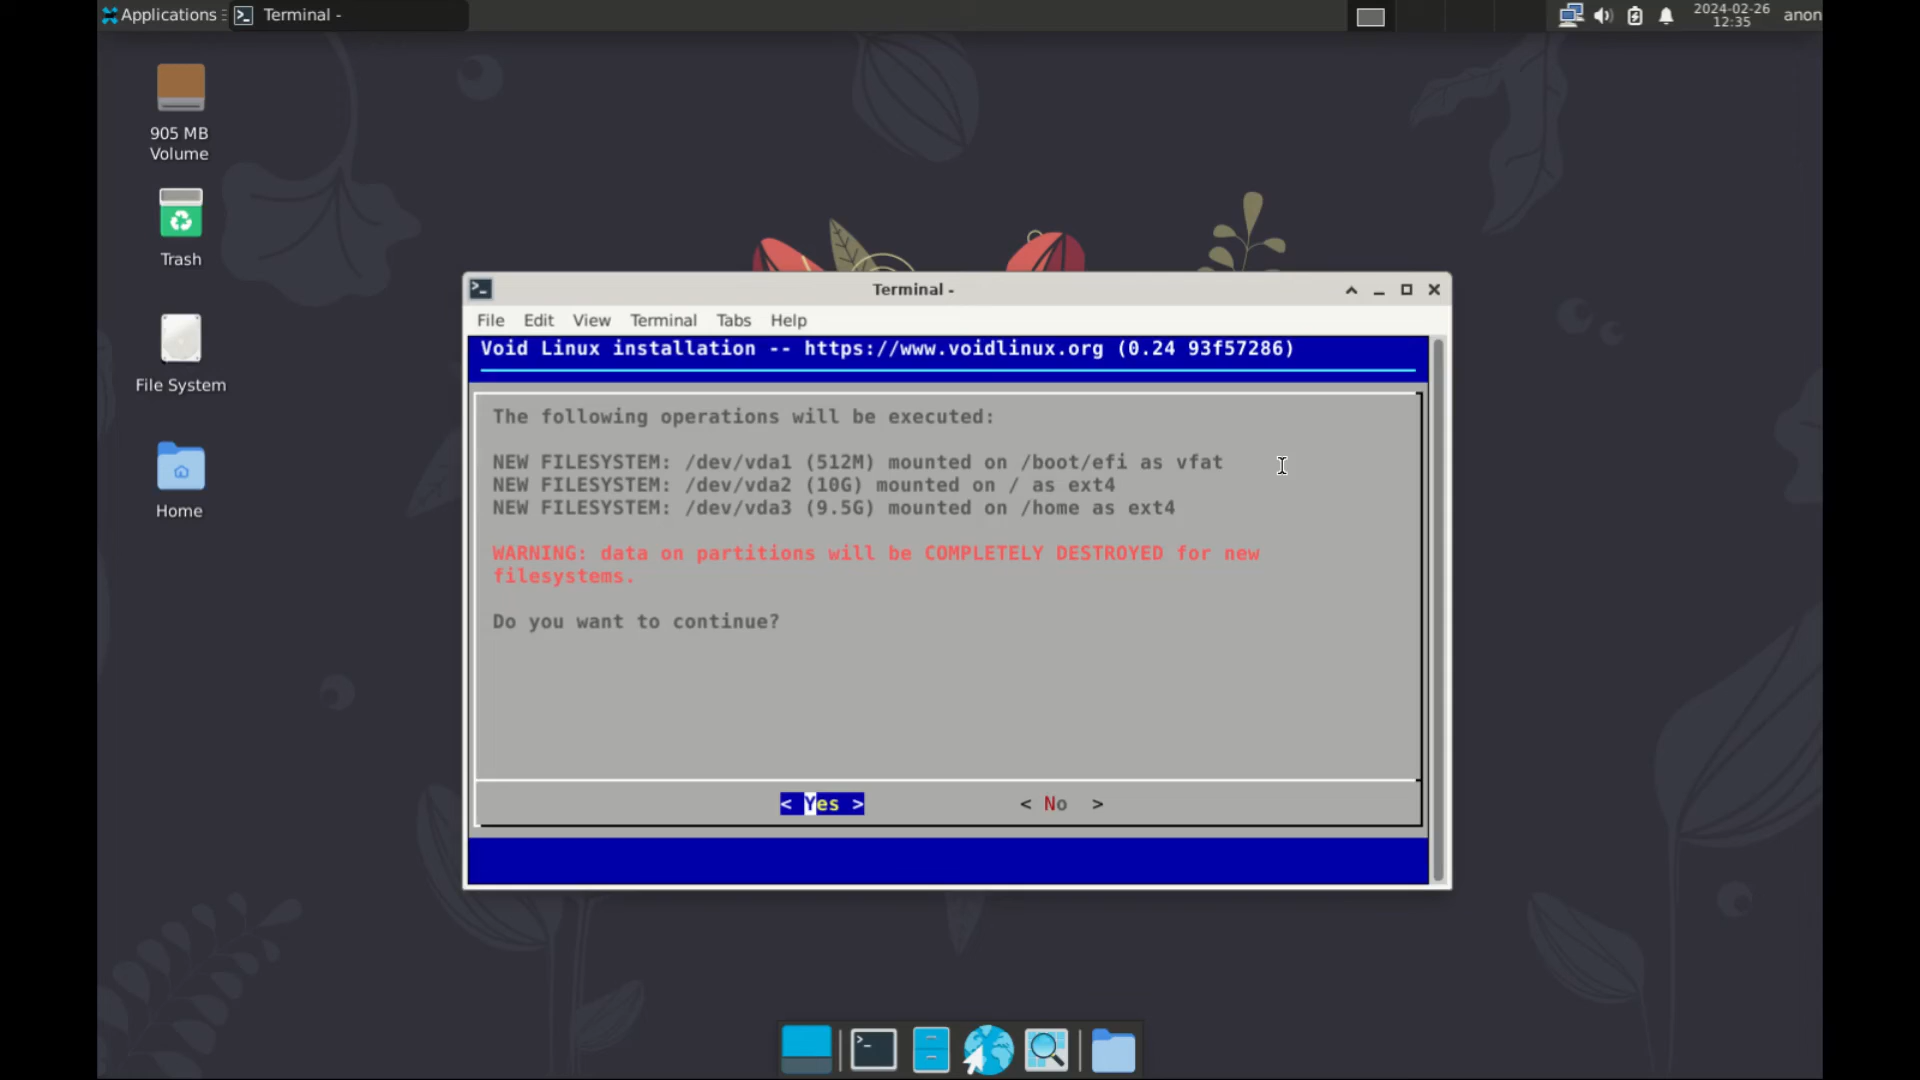 Applications
Terminal -
2024-02-26
12:35
anon
905 MB
Volume
Trash
File System
Home
Terminal -
File Edit View Terminal Tabs Help
Void Linux installation -- https://www.voidlinux.org (0.24 93f57286)
The following operations will be executed:
NEW FILESYSTEM: /dev/vda1 (512M) mounted on /boot/efi as vfat
NEW FILESYSTEM: /dev/vda2 (10G) mounted on / as ext4
NEW FILESYSTEM: /dev/vda3 (9.5G) mounted on /home as ext4
WARNING: data on partitions will be COMPLETELY DESTROYED for new
filesystems.
Do you want to continue?
< Yes > < No >